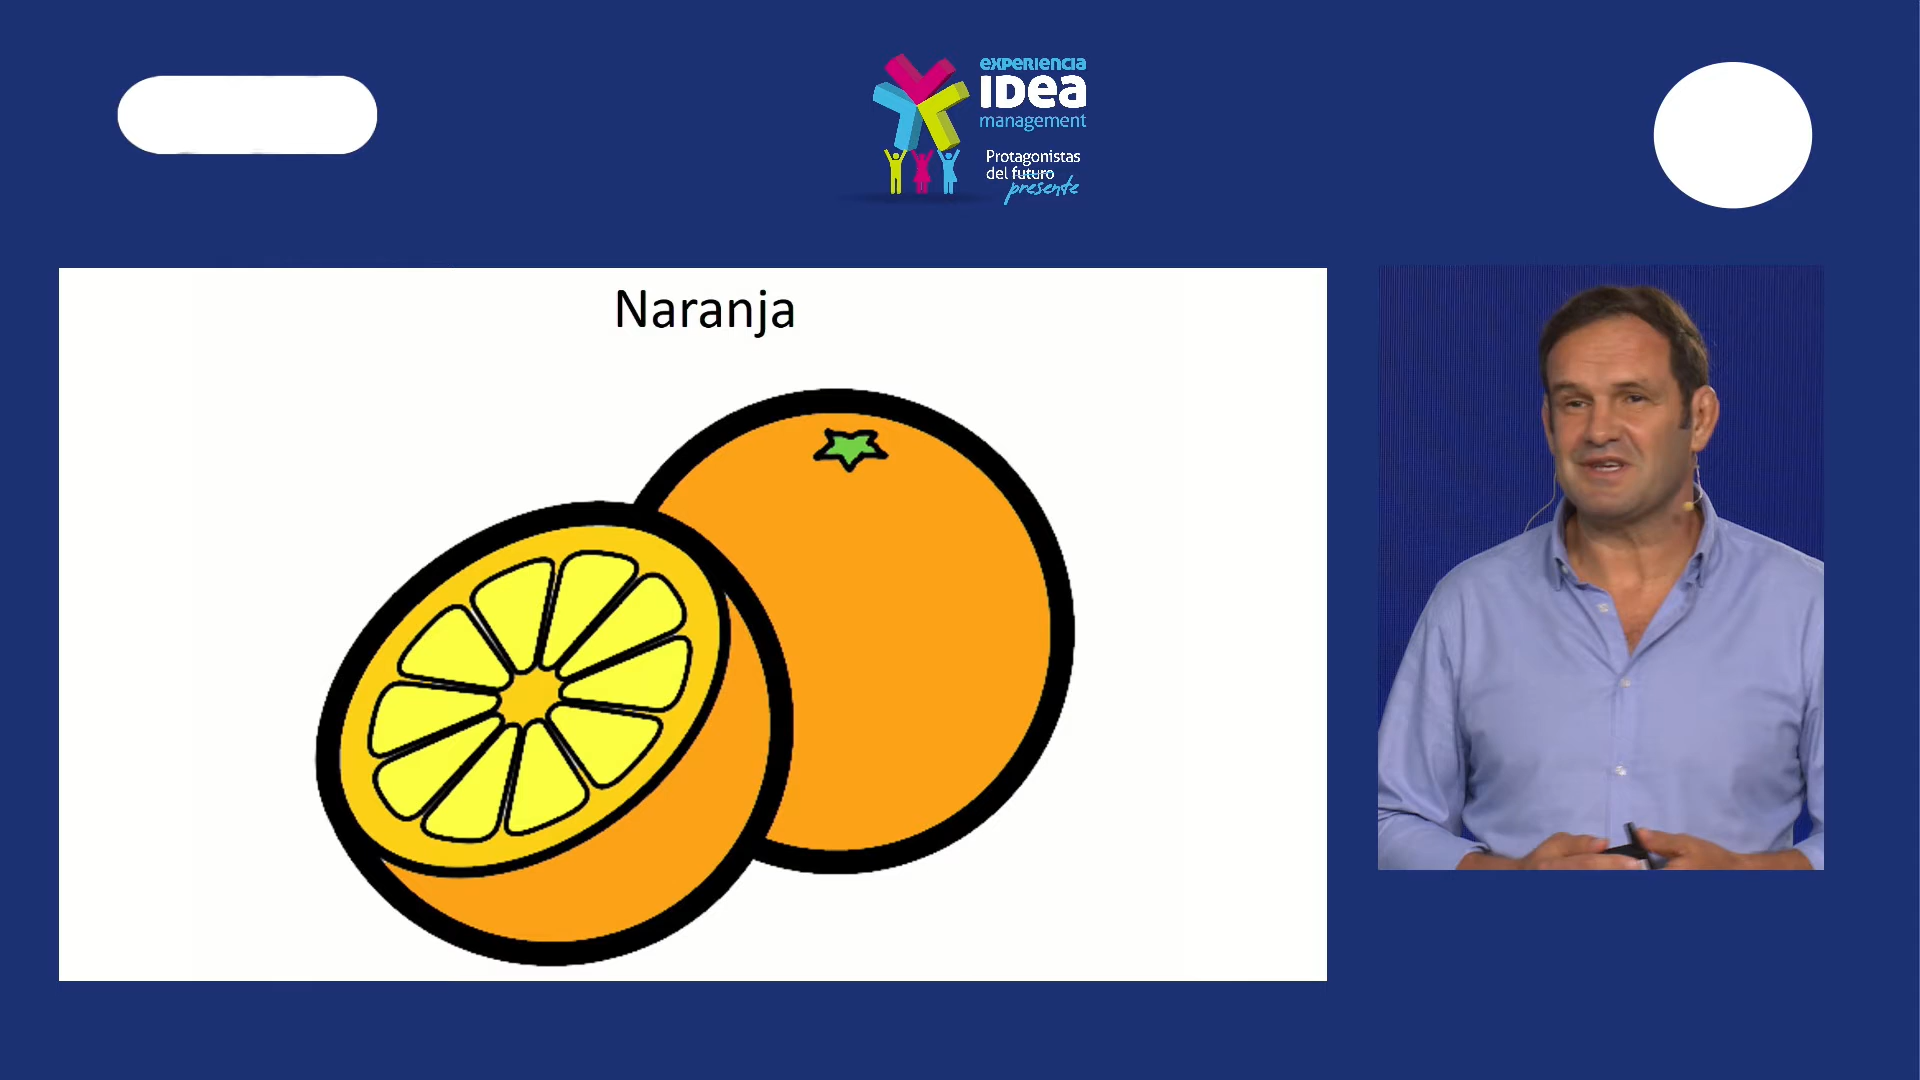 experiencia
IDea
management
Protagonistas
del futuro
presente
Naranja